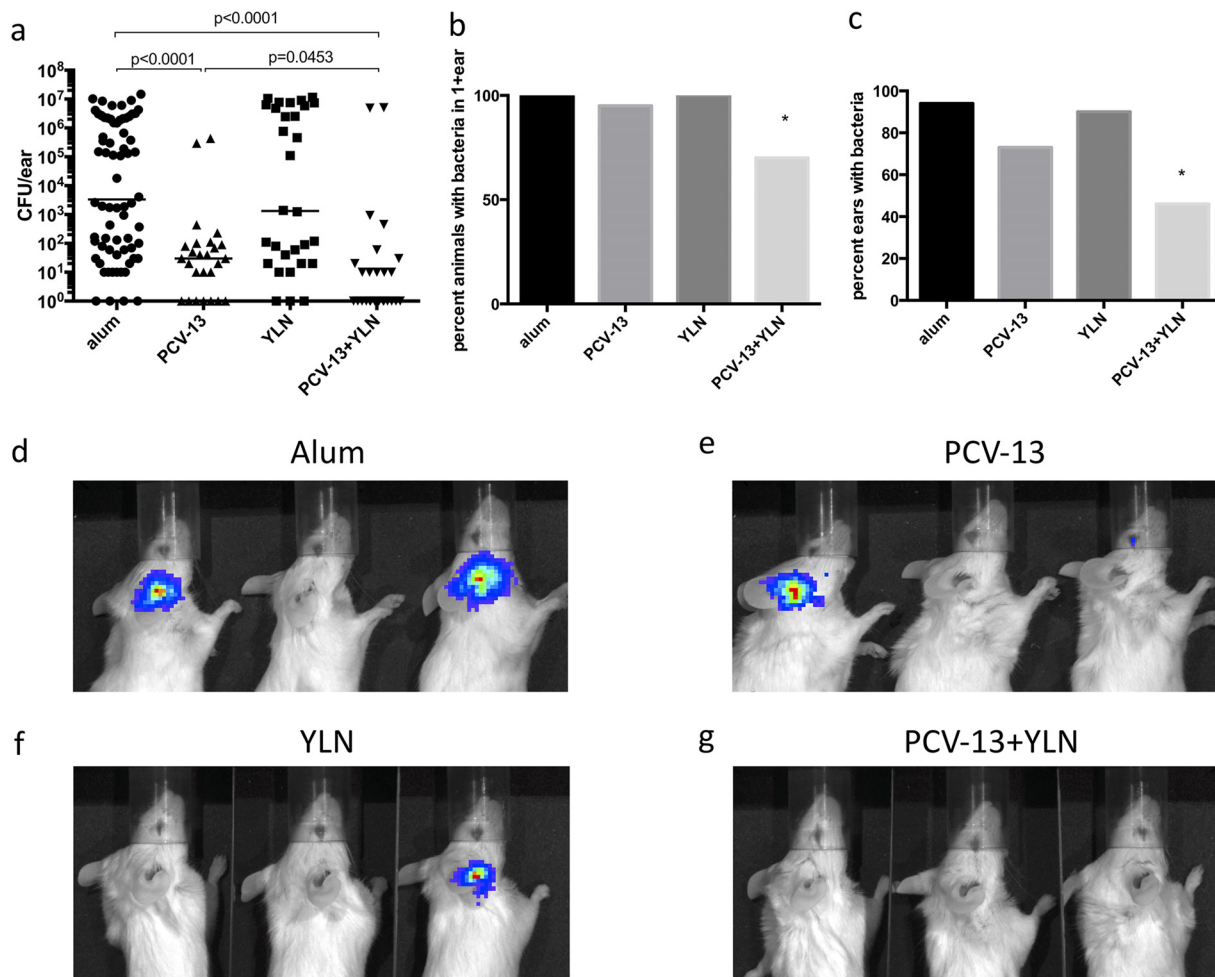 a
p<0.0001
p<0.0001
p=0.0453
CFU/ear
10^8
10^7
10^6
10^5
10^4
10^3
10^2
10^1
10^0
alum
PCV-13
YLN
PCV-13+YLN
b
percent animals with bacteria in 1+ear
100
50
0
alum
PCV-13
YLN
PCV-13+YLN
*
c
percent ears with bacteria
100
80
60
40
20
0
alum
PCV-13
YLN
PCV-13+YLN
*
d
Alum
e
PCV-13
f
YLN
g
PCV-13+YLN